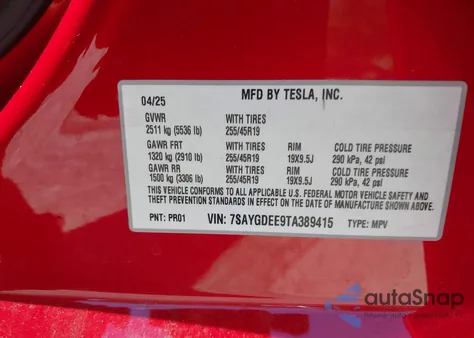 04/25 MFD BY TESLA, INC.
GVWR WITH TIRES
2511 kg (5536 lb) 255/45R19
GAWR FRT WITH TIRES RIM COLD TIRE PRESSURE
1320 kg (2910 lb) 255/45R19 19X9.5J 290 kPa, 42 psi
GAWR RR WITH TIRES RIM COLD TIRE PRESSURE
1500 kg (3306 lb) 255/45R19 19X9.5J 290 kPa, 42 psi
THIS VEHICLE CONFORMS TO ALL APPLICABLE U.S. FEDERAL MOTOR VEHICLE SAFETY AND
THEFT PREVENTION STANDARDS IN EFFECT ON THE DATE OF MANUFACTURE SHOWN ABOVE.
PNT: PR01 VIN: 7SAYGDEE9TA389415 TYPE: MPV
autoSnap